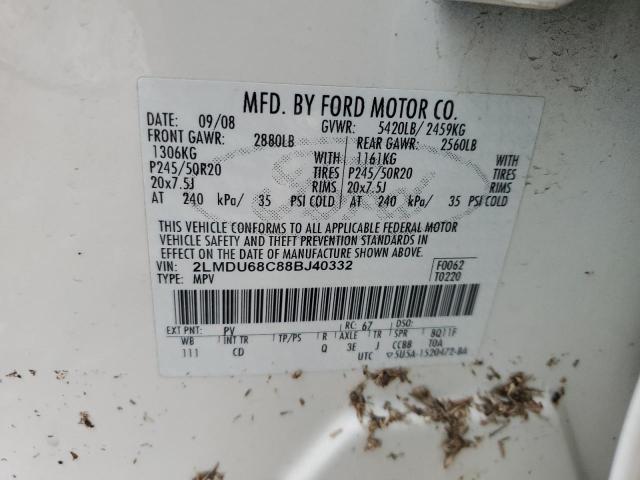 MFD. BY FORD MOTOR CO.
DATE: 09/08 GVWR: 5420LB/ 2459KG
FRONT GAWR: 2880LB REAR GAWR: 2560LB
1306KG WITH 1161KG WITH
P245/50R20 TIRES P245/50R20 TIRES
20x7.5J RIMS 20x7.5J RIMS
AT 240 kPa/ 35 PSI COLD AT 240 kPa/ 35 PSI COLD
THIS VEHICLE CONFORMS TO ALL APPLICABLE FEDERAL MOTOR
VEHICLE SAFETY AND THEFT PREVENTION STANDARDS IN
EFFECT ON THE DATE OF MANUFACTURE SHOWN ABOVE.
VIN: 2LMDU68C88BJ40332 F0062
TYPE: MPV T0220
EXT PNT: PV RC: 67 DSO:
WB INT TR TP/PS R AXLE TR SPR 8Q11F
111 CD Q 3E J CCBB T0A
UTC ▽5U5A-1520472-BA